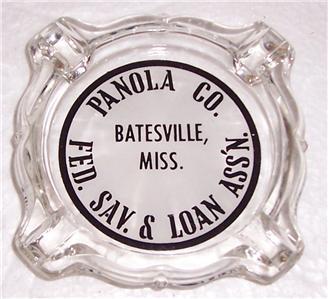 PANOLA CO.
BATESVILLE,
MISS.
FED. SAV. & LOAN ASS'N.